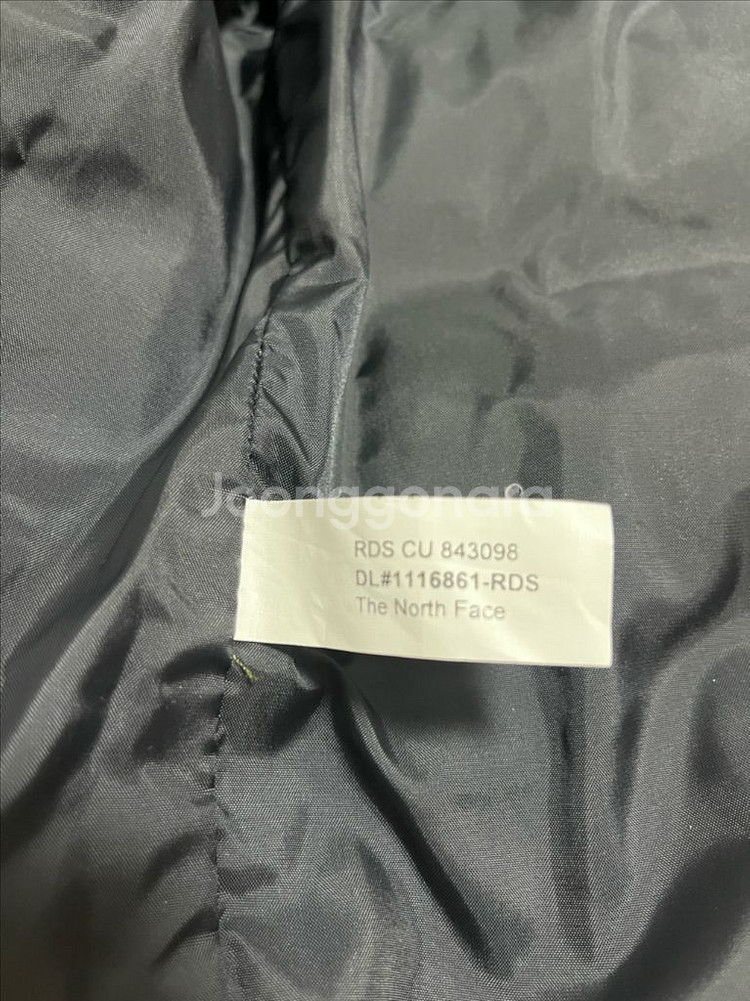 Joonggonara
RDS CU 843098
DL#1116861-RDS
The North Face